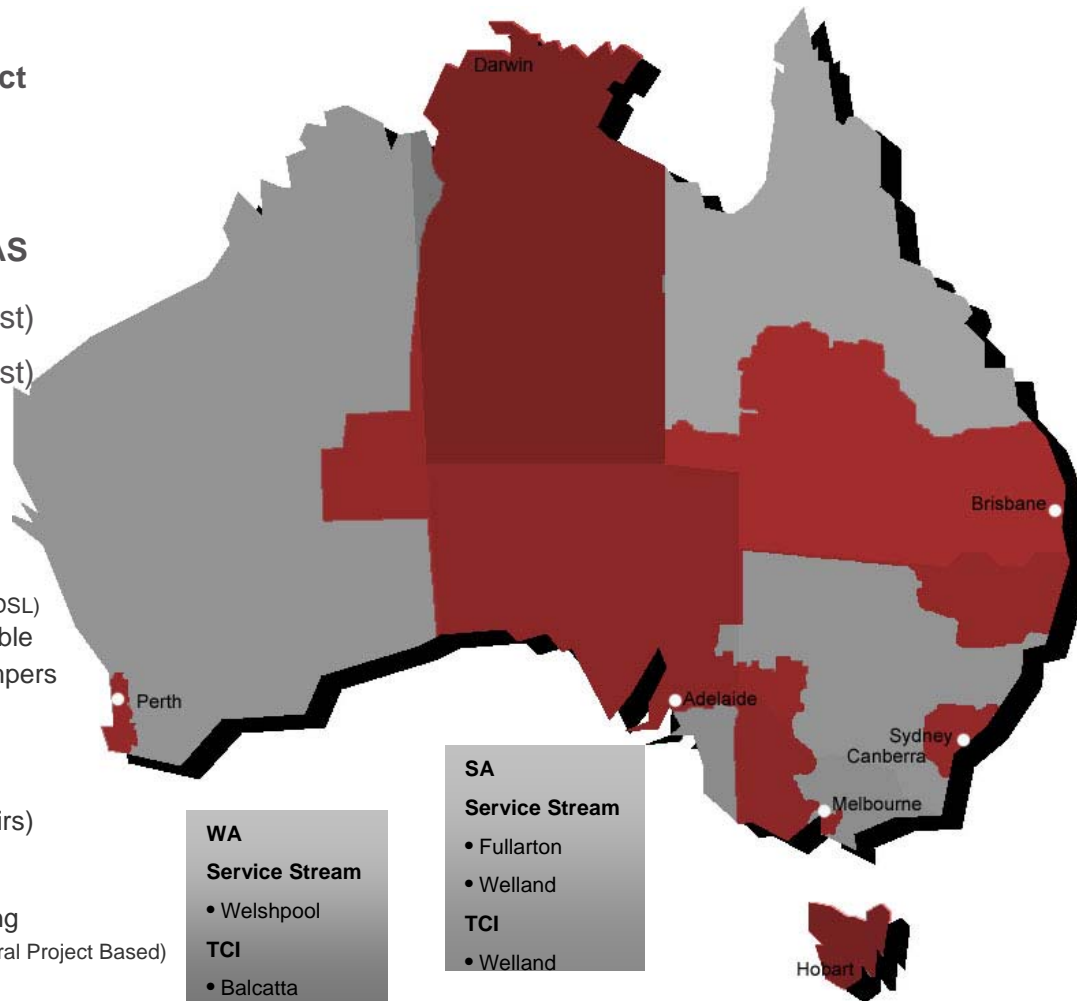 ct
AS
st)
st)
DSL)
ble
mpers
irs)
ng
ral Project Based)
Darwin
Brisbane
Perth
Adelaide
Sydney
Canberra
Melbourne
Hobart
WA
Service Stream
• Welshpool
TCI
• Balcatta
SA
Service Stream
• Fullarton
• Welland
TCI
• Welland